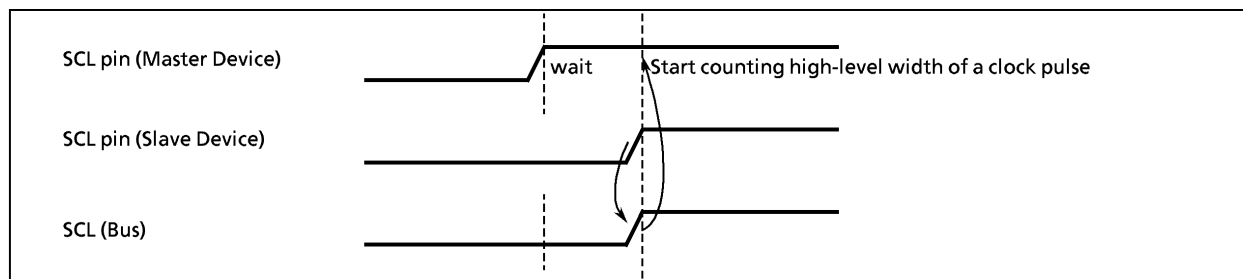 SCL pin (Master Device)
wait
Start counting high-level width of a clock pulse
SCL pin (Slave Device)
SCL (Bus)